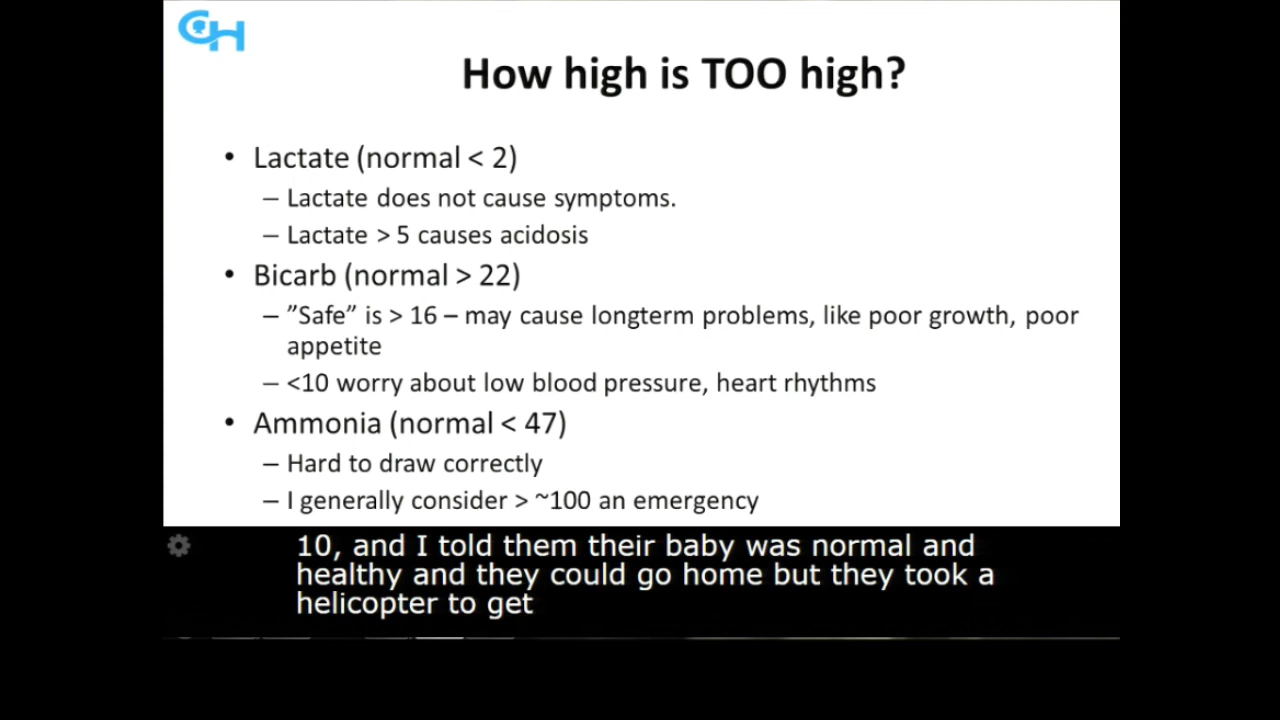 CH
How high is TOO high?
• Lactate (normal < 2)
– Lactate does not cause symptoms.
– Lactate > 5 causes acidosis
• Bicarb (normal > 22)
– ”Safe” is > 16 – may cause longterm problems, like poor growth, poor
appetite
– <10 worry about low blood pressure, heart rhythms
• Ammonia (normal < 47)
– Hard to draw correctly
– I generally consider > ~100 an emergency
10, and I told them their baby was normal and
healthy and they could go home but they took a
helicopter to get